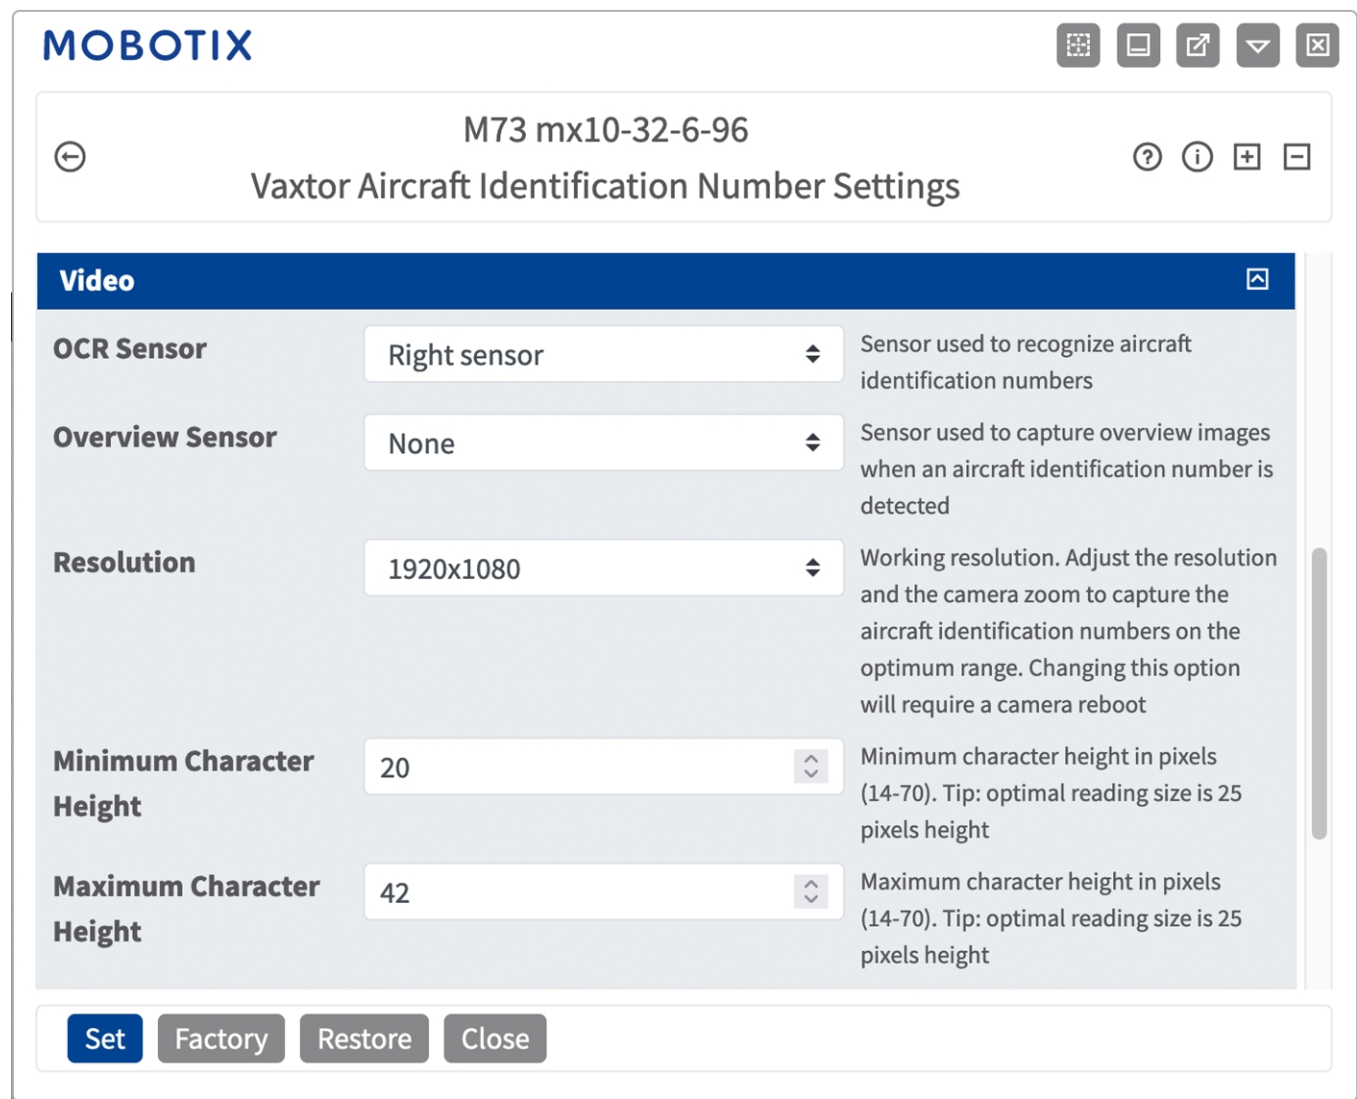 MOBOTIX
M73 mx10-32-6-96
Vaxtor Aircraft Identification Number Settings
Video
OCR Sensor
Right sensor
Sensor used to recognize aircraft
identification numbers
Overview Sensor
None
Sensor used to capture overview images
when an aircraft identification number is
detected
Resolution
1920x1080
Working resolution. Adjust the resolution
and the camera zoom to capture the
aircraft identification numbers on the
optimum range. Changing this option
will require a camera reboot
Minimum Character
Height
20
Minimum character height in pixels
(14-70). Tip: optimal reading size is 25
pixels height
Maximum Character
Height
42
Maximum character height in pixels
(14-70). Tip: optimal reading size is 25
pixels height
Set
Factory
Restore
Close